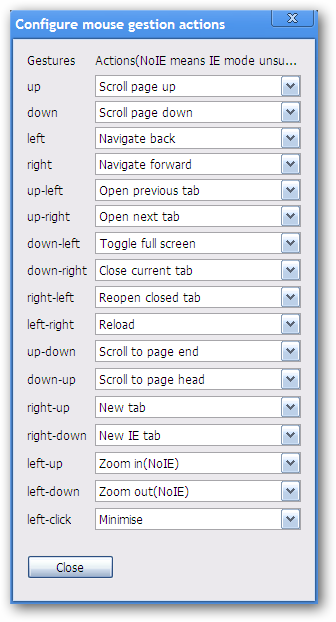 Configure mouse gestion actions
Gestures Actions(NoIE means IE mode unsu...
up Scroll page up
down Scroll page down
left Navigate back
right Navigate forward
up-left Open previous tab
up-right Open next tab
down-left Toggle full screen
down-right Close current tab
right-left Reopen closed tab
left-right Reload
up-down Scroll to page end
down-up Scroll to page head
right-up New tab
right-down New IE tab
left-up Zoom in(NoIE)
left-down Zoom out(NoIE)
left-click Minimise
Close